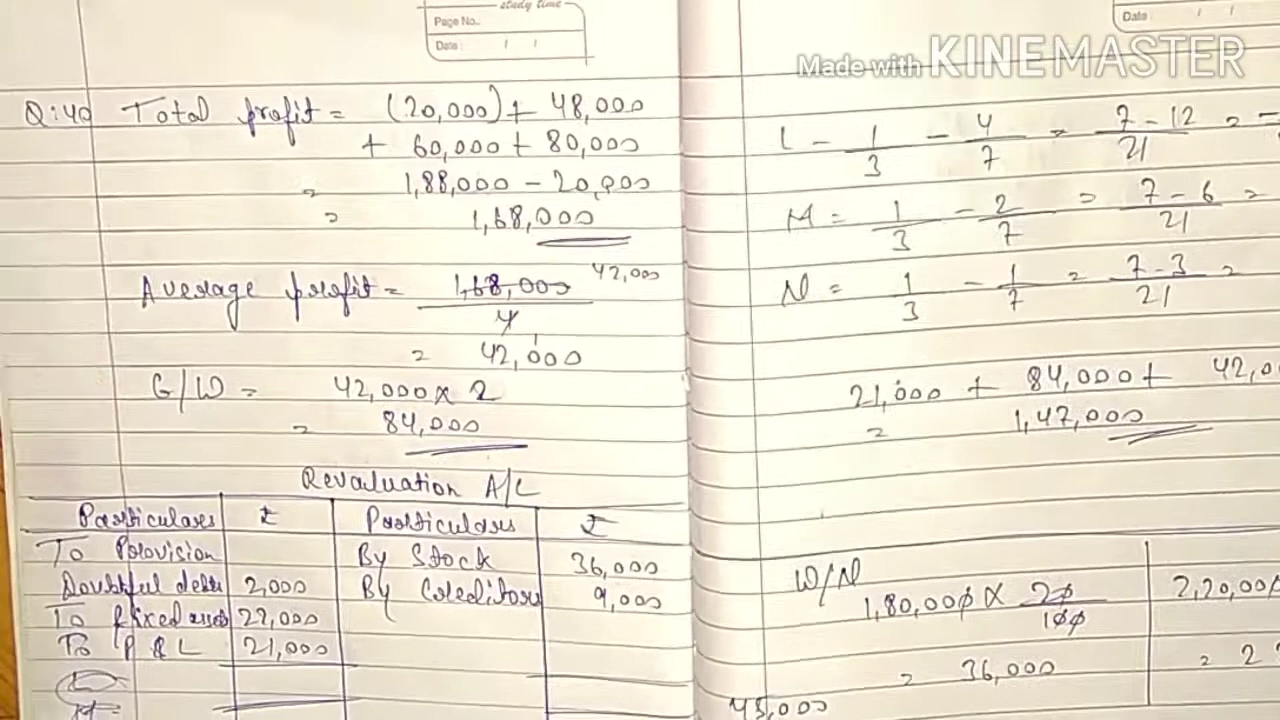 study time
Page No..
Date : / /
Date / /
Made with KINEMASTER
Q:40 Total profit = (20,000) + 48,000
+ 60,000 + 80,000
= 1,88,000 - 20,000
= 1,68,000
Average profit = 1,68,000 / 4 42,000
= 42,000
G/W = 42,000 x 2
= 84,000
Revaluation A/C
Particulars ₹ Particulars ₹
To Provision By Stock 36,000
Doubtful debts 2,000 By Creditors 9,000
To fixed assets 22,000
To P & L 21,000
L - 1/3 - 4/7 = 7 - 12 / 21 = -
M = 1/3 - 2/7 = 7 - 6 / 21 =
N = 1/3 - 1/7 = 7 - 3 / 21 =
21,000 + 84,000 + 42,0
= 1,47,000
W/N
1,80,000 x 20/100 2,20,00
= 36,000 = 2
45,000